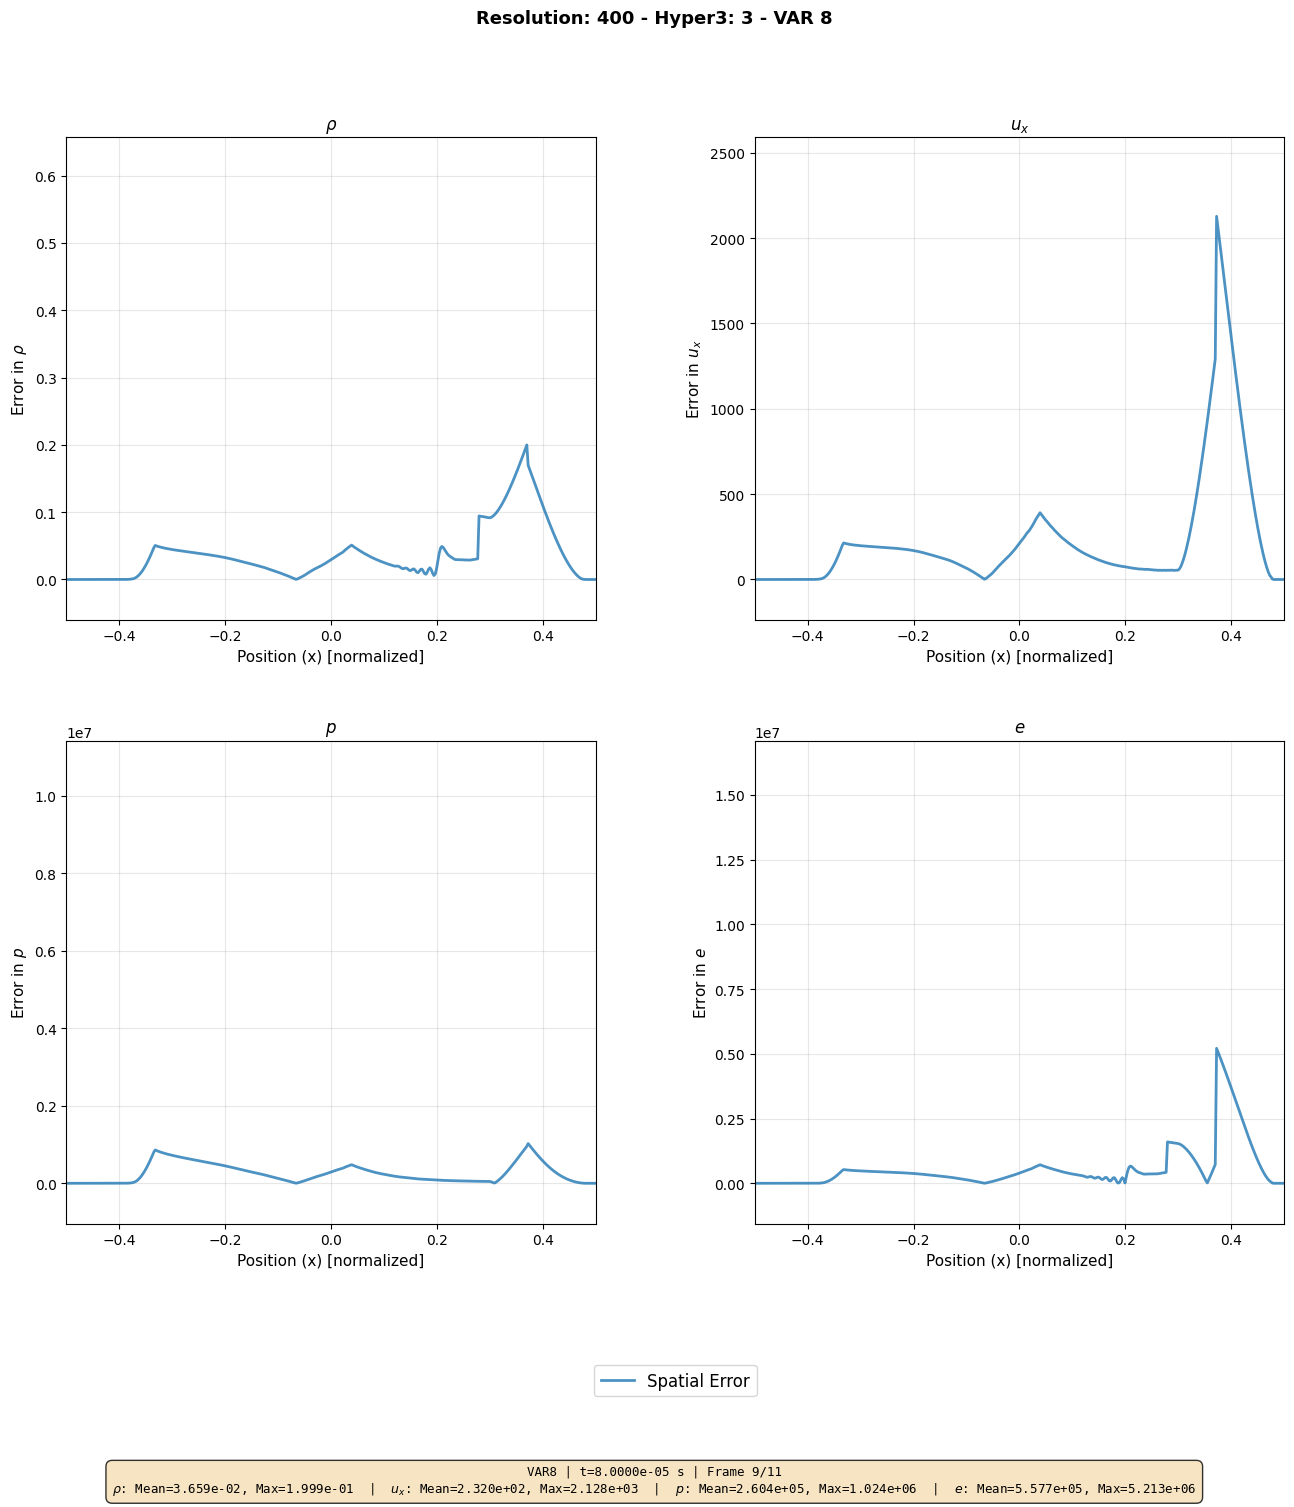 Resolution: 400 - Hyper3: 3 - VAR 8
ρ
0.6
0.5
0.4
0.3
0.2
0.1
0.0
Error in ρ
−0.4 −0.2 0.0 0.2 0.4
Position (x) [normalized]
u_x
2500
2000
1500
1000
500
0
Error in u_x
−0.4 −0.2 0.0 0.2 0.4
Position (x) [normalized]
p
1e7
1.0
0.8
0.6
0.4
0.2
0.0
Error in p
−0.4 −0.2 0.0 0.2 0.4
Position (x) [normalized]
e
1e7
1.50
1.25
1.00
0.75
0.50
0.25
0.00
Error in e
−0.4 −0.2 0.0 0.2 0.4
Position (x) [normalized]
Spatial Error
VAR8 | t=8.0000e-05 s | Frame 9/11
ρ: Mean=3.659e-02, Max=1.999e-01 | u_x: Mean=2.320e+02, Max=2.128e+03 | p: Mean=2.604e+05, Max=1.024e+06 | e: Mean=5.577e+05, Max=5.213e+06